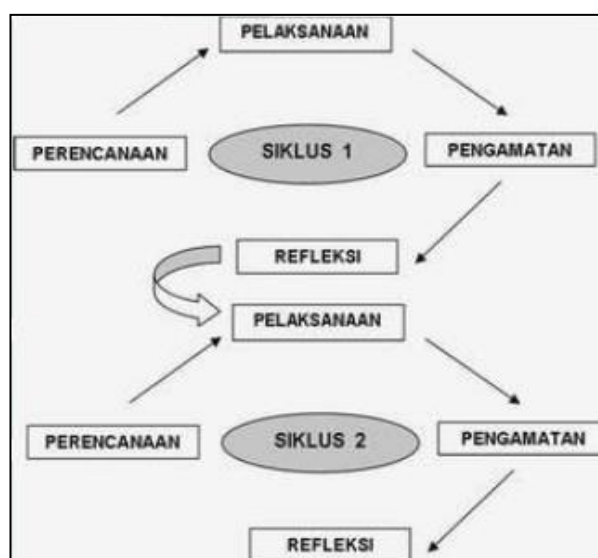 PELAKSANAAN
PERENCANAAN
SIKLUS 1
PENGAMATAN
REFLEKSI
PELAKSANAAN
PERENCANAAN
SIKLUS 2
PENGAMATAN
REFLEKSI